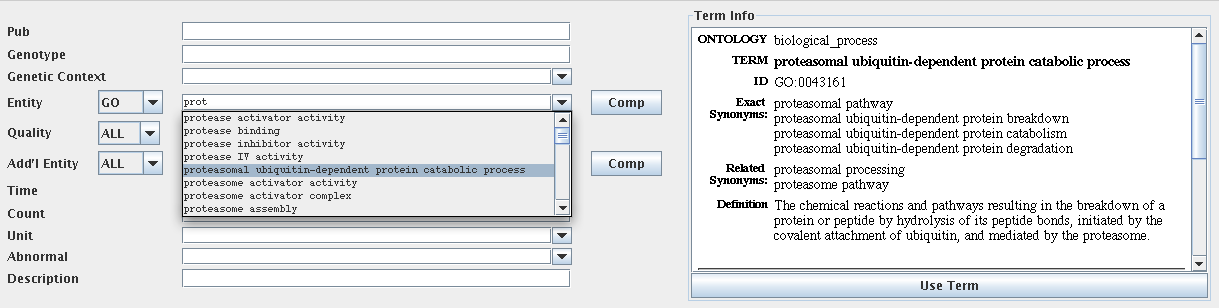 Pub
Genotype
Genetic Context
Entity GO prot Comp
protease activator activity
protease binding
protease inhibitor activity
protease IV activity
proteasomal ubiquitin-dependent protein catabolic process
proteasome activator activity
proteasome activator complex
proteasome assembly
Quality ALL
Add'l Entity ALL Comp
Time
Count
Unit
Abnormal
Description
Term Info
ONTOLOGY biological_process
TERM proteasomal ubiquitin-dependent protein catabolic process
ID GO:0043161
Exact proteasomal pathway
Synonyms: proteasomal ubiquitin-dependent protein breakdown
proteasomal ubiquitin-dependent protein catabolism
proteasomal ubiquitin-dependent protein degradation
Related proteasomal processing
Synonyms: proteasome pathway
Definition The chemical reactions and pathways resulting in the breakdown of a
protein or peptide by hydrolysis of its peptide bonds, initiated by the
covalent attachment of ubiquitin, and mediated by the proteasome.
Use Term